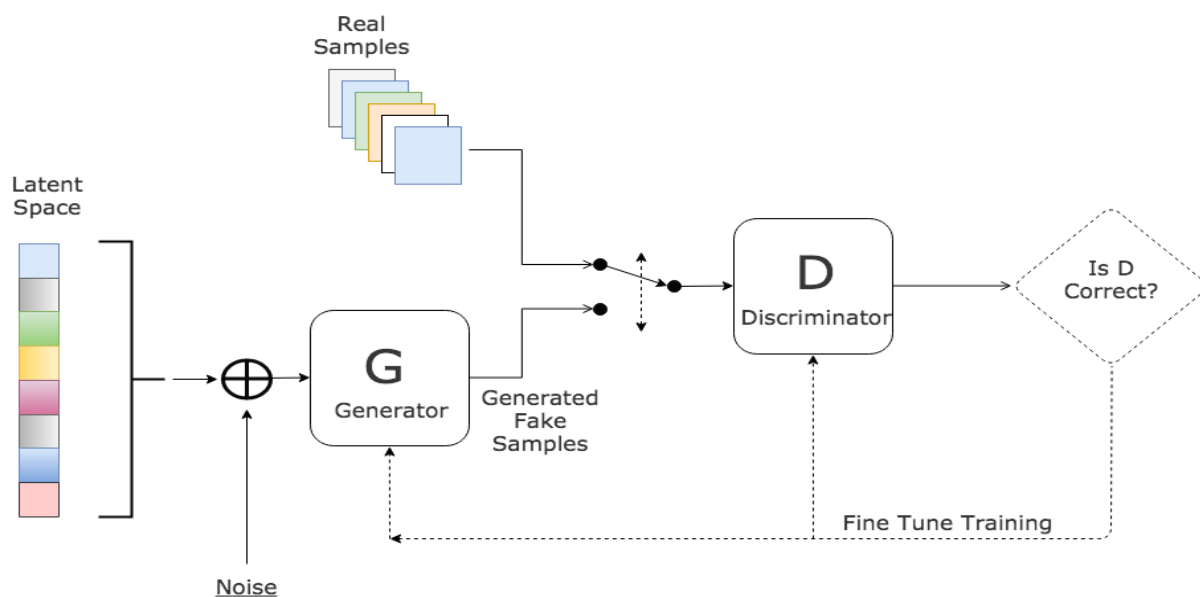 Real
Samples
Latent
Space
G
Generator
Generated
Fake
Samples
D
Discriminator
Is D
Correct?
Fine Tune Training
Noise